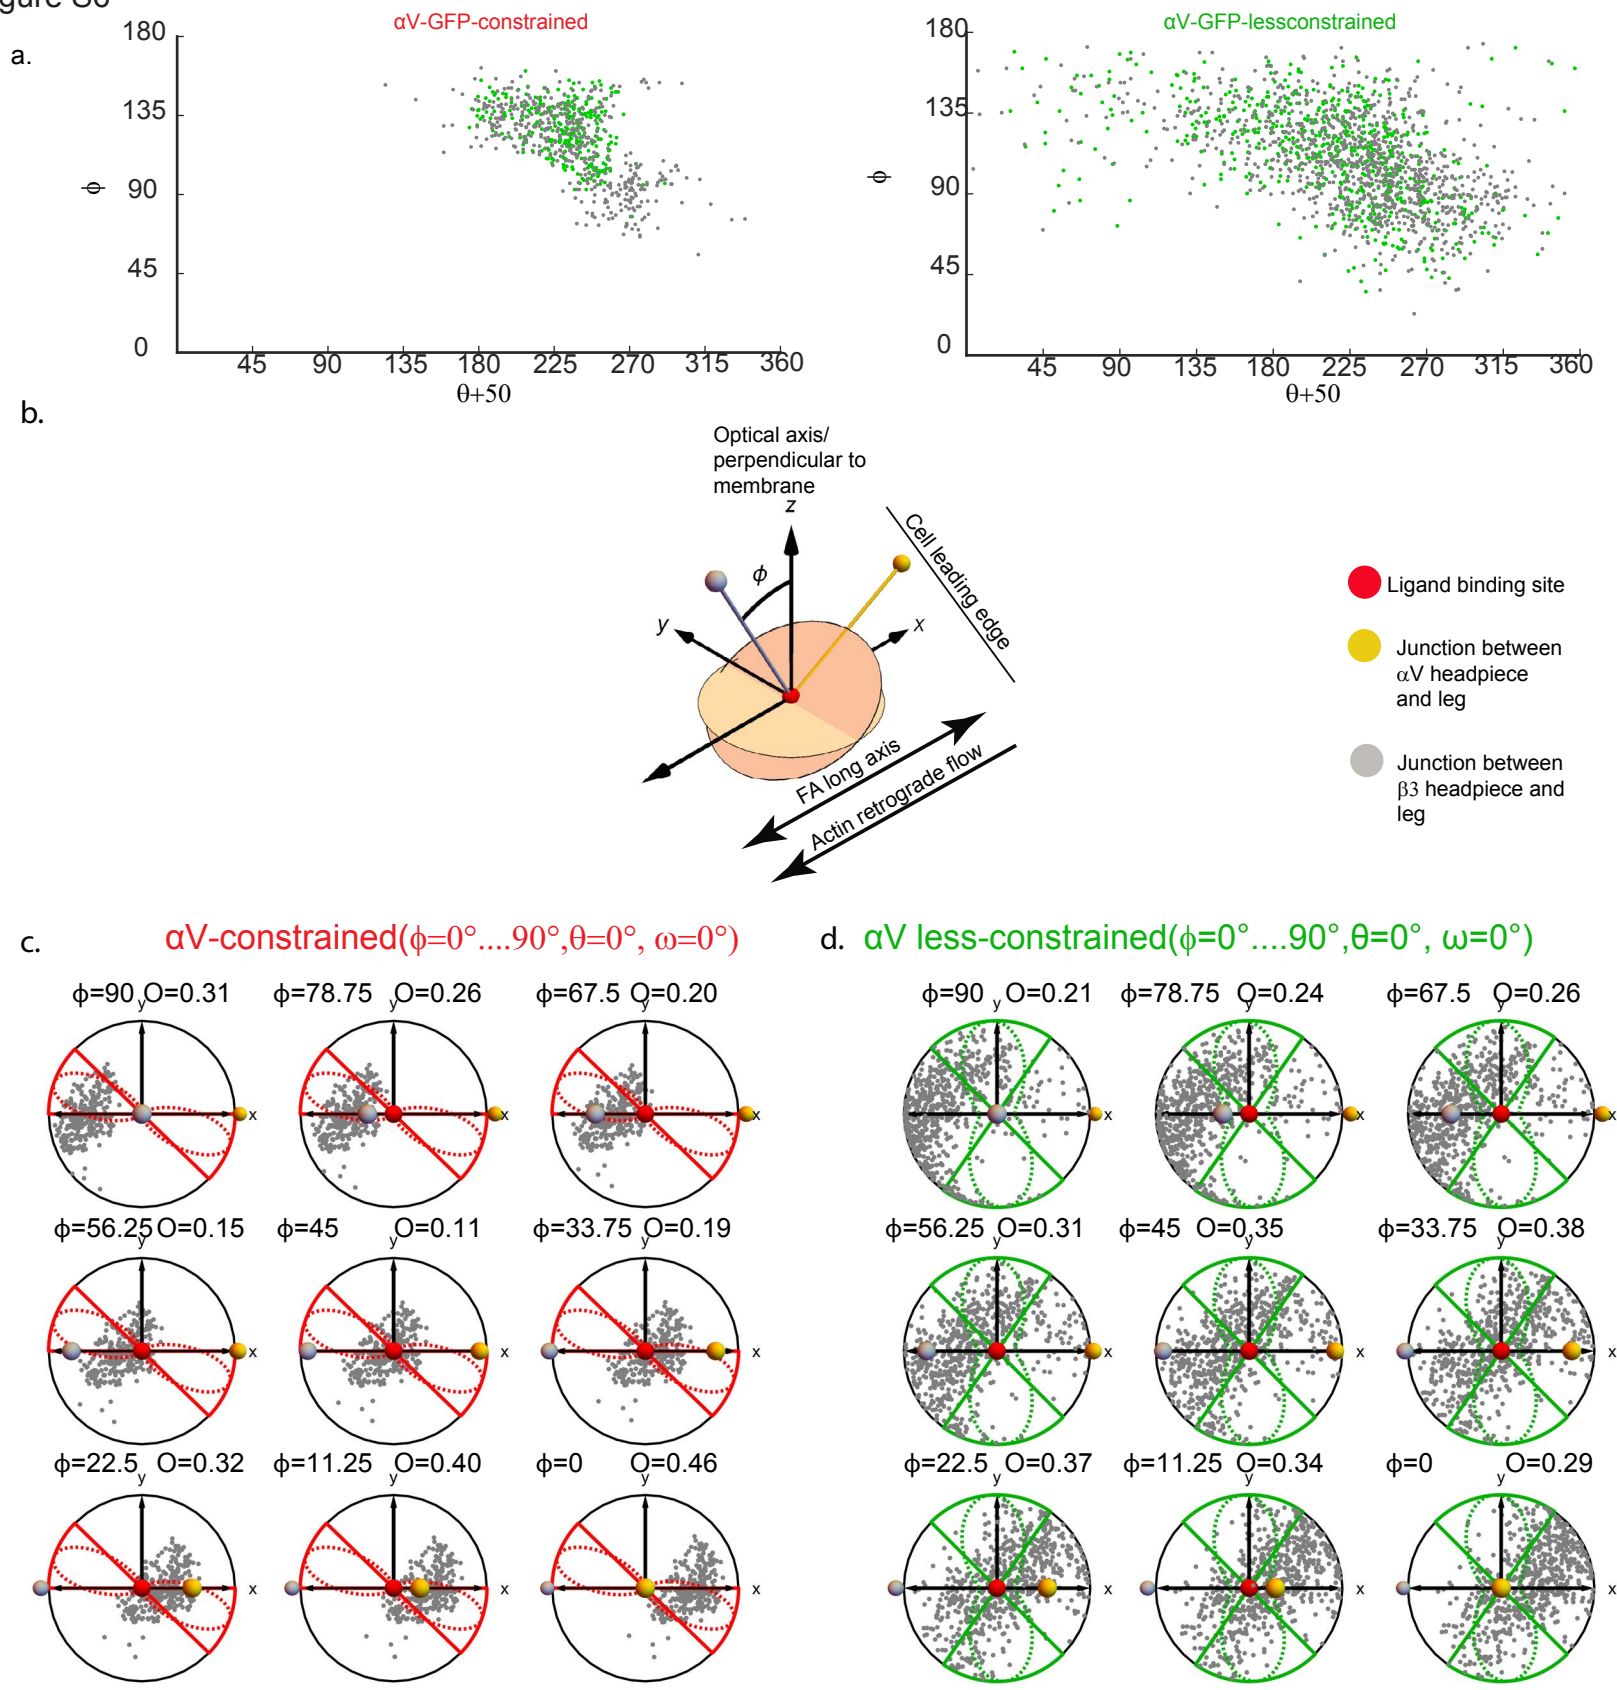 αV-GFP-constrained
αV-GFP-lessconstrained
a.
180
135
90
45
0
ϕ
45 90 135 180 225 270 315 360
θ+50
180
135
90
45
0
ϕ
45 90 135 180 225 270 315 360
θ+50
b.
Optical axis/
perpendicular to
membrane
z
ϕ
y
x
Cell leading edge
FA long axis
Actin retrograde flow
Ligand binding site
Junction between
αV headpiece
and leg
Junction between
β3 headpiece and
leg
c. αV-constrained(ϕ=0°....90°,θ=0°, ω=0°)
ϕ=90 O=0.31 ϕ=78.75 O=0.26 ϕ=67.5 O=0.20
y y y
x x x
ϕ=56.25 O=0.15 ϕ=45 O=0.11 ϕ=33.75 O=0.19
y y y
x x x
ϕ=22.5 O=0.32 ϕ=11.25 O=0.40 ϕ=0 O=0.46
y y y
x x x
d. αV less-constrained(ϕ=0°....90°,θ=0°, ω=0°)
ϕ=90 O=0.21 ϕ=78.75 O=0.24 ϕ=67.5 O=0.26
y y y
x x x
ϕ=56.25 O=0.31 ϕ=45 O=0.35 ϕ=33.75 O=0.38
y y y
x x x
ϕ=22.5 O=0.37 ϕ=11.25 O=0.34 ϕ=0 O=0.29
y y y
x x x